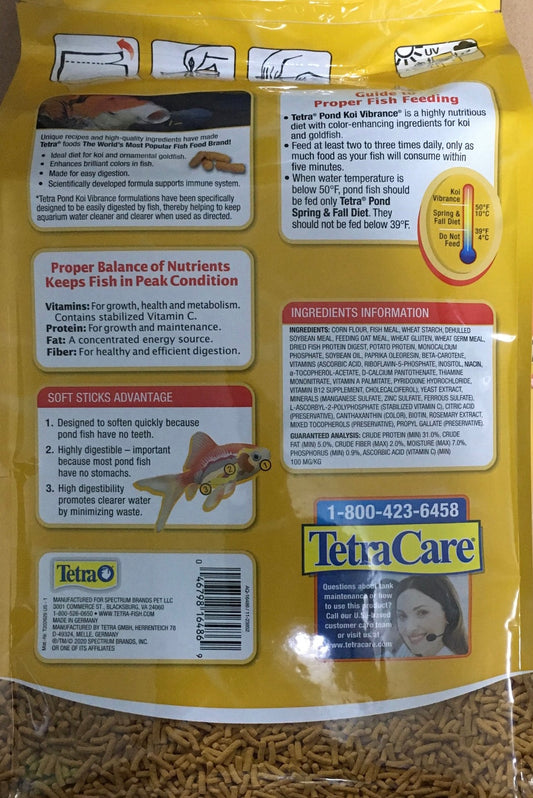 UV
Unique recipes and high-quality ingredients have made
Tetra® foods The World's Most Popular Fish Food Brand!
• Ideal diet for koi and ornamental goldfish.
• Enhances brilliant colors in fish.
• Made for easy digestion.
• Scientifically developed formula supports immune system.
*Tetra Pond Koi Vibrance formulations have been specifically
designed to be easily digested by fish, thereby helping to keep
aquarium water cleaner and clearer when used as directed.
Guide to
Proper Fish Feeding
• Tetra® Pond Koi Vibrance® is a highly nutritious
diet with color-enhancing ingredients for koi
and goldfish.
• Feed at least two to three times daily, only as
much food as your fish will consume within
five minutes.
• When water temperature is
below 50°F, pond fish should
be fed only Tetra® Pond
Spring & Fall Diet. They
should not be fed below 39°F.
Koi
Vibrance
50°F
10°C
Spring &
Fall Diet
39°F
4°C
Do Not
Feed
Proper Balance of Nutrients
Keeps Fish in Peak Condition
Vitamins: For growth, health and metabolism.
Contains stabilized Vitamin C.
Protein: For growth and maintenance.
Fat: A concentrated energy source.
Fiber: For healthy and efficient digestion.
SOFT STICKS ADVANTAGE
1. Designed to soften quickly because
pond fish have no teeth.
2. Highly digestible – important
because most pond fish
have no stomachs.
3. High digestibility
promotes clearer water
by minimizing waste.
1
2
3
INGREDIENTS INFORMATION
INGREDIENTS: CORN FLOUR, FISH MEAL, WHEAT STARCH, DEHULLED
SOYBEAN MEAL, FEEDING OAT MEAL, WHEAT GLUTEN, WHEAT GERM MEAL,
DRIED FISH PROTEIN DIGEST, POTATO PROTEIN, MONOCALCIUM
PHOSPHATE, SOYBEAN OIL, PAPRIKA OLEORESIN, BETA-CAROTENE,
VITAMINS (ASCORBIC ACID, RIBOFLAVIN-5-PHOSPHATE, INOSITOL, NIACIN,
α-TOCOPHEROL-ACETATE, D-CALCIUM PANTOTHENATE, THIAMINE
MONONITRATE, VITAMIN A PALMITATE, PYRIDOXINE HYDROCHLORIDE,
VITAMIN B12 SUPPLEMENT, CHOLECALCIFEROL), YEAST EXTRACT,
MINERALS (MANGANESE SULFATE, ZINC SULFATE, FERROUS SULFATE),
L-ASCORBYL-2-POLYPHOSPHATE (STABILIZED VITAMIN C), CITRIC ACID
(PRESERVATIVE), CANTHAXANTHIN (COLOR), BIOTIN, ROSEMARY EXTRACT,
MIXED TOCOPHEROLS (PRESERVATIVE), PROPYL GALLATE (PRESERVATIVE).
GUARANTEED ANALYSIS: CRUDE PROTEIN (MIN) 31.0%, CRUDE
FAT (MIN) 5.0%, CRUDE FIBER (MAX) 2.0%, MOISTURE (MAX) 7.0%,
PHOSPHORUS (MIN) 0.9%, ASCORBIC ACID (VITAMIN C) (MIN)
100 MG/KG
1-800-423-6458
TetraCare®
Questions about tank
maintenance or how
to use this product?
Call our U.S.-based
customer care team
or visit us at
www.tetracare.com
Tetra
MANUFACTURED FOR SPECTRUM BRANDS PET LLC
3001 COMMERCE ST., BLACKSBURG, VA 24060
1-800-526-0650 • WWW.TETRA-FISH.COM
MADE IN GERMANY
MANUFACTURED BY TETRA GMBH, HERRENTEICH 78
D-49324, MELLE, GERMANY
®/TM/© 2020 SPECTRUM BRANDS, INC.
OR ONE OF ITS AFFILIATES
0 46798 16486 9